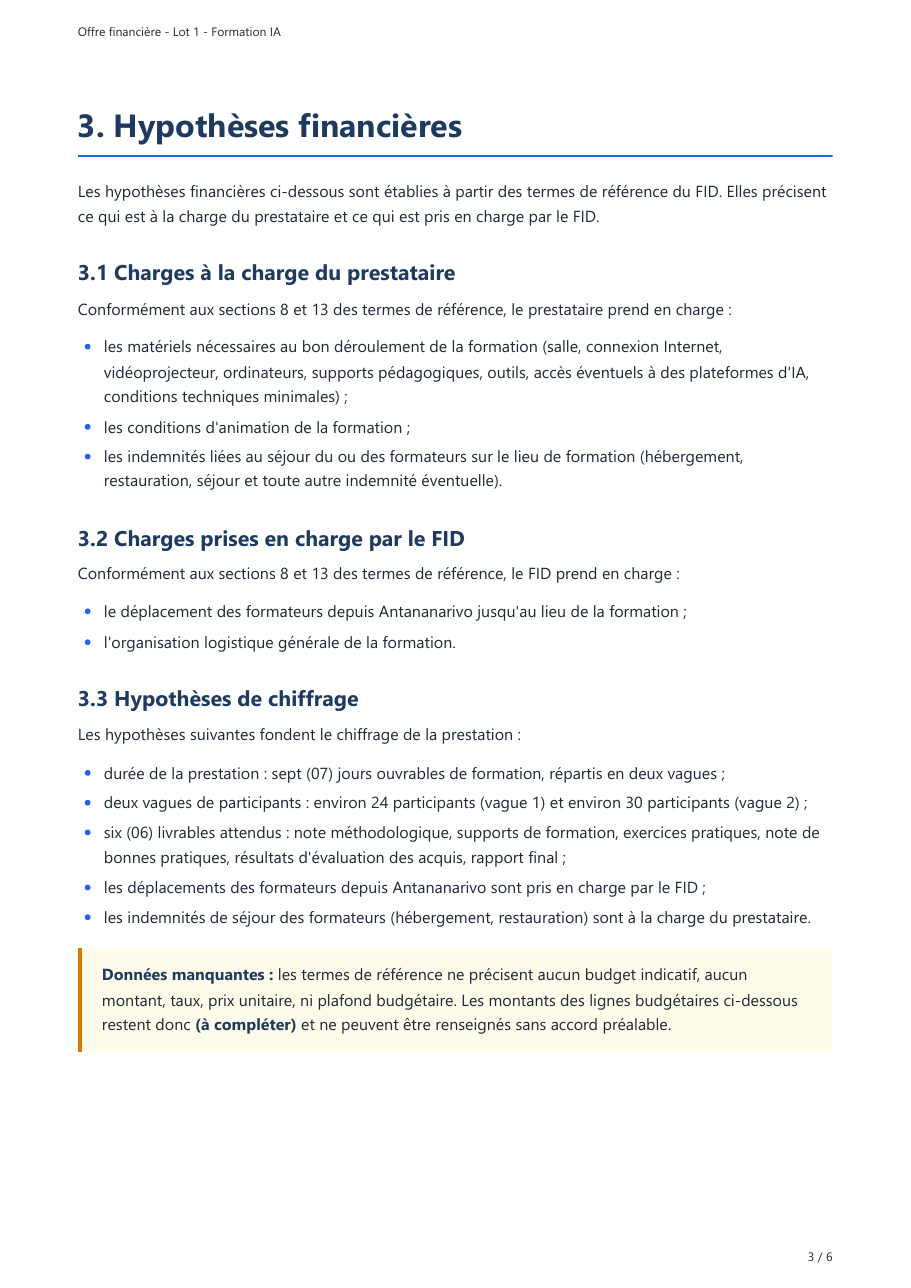 Offre financière - Lot 1 - Formation IA
3. Hypothèses financières
Les hypothèses financières ci-dessous sont établies à partir des termes de référence du FID. Elles précisent
ce qui est à la charge du prestataire et ce qui est pris en charge par le FID.
3.1 Charges à la charge du prestataire
Conformément aux sections 8 et 13 des termes de référence, le prestataire prend en charge :
• les matériels nécessaires au bon déroulement de la formation (salle, connexion Internet,
vidéoprojecteur, ordinateurs, supports pédagogiques, outils, accès éventuels à des plateformes d'IA,
conditions techniques minimales) ;
• les conditions d'animation de la formation ;
• les indemnités liées au séjour du ou des formateurs sur le lieu de formation (hébergement,
restauration, séjour et toute autre indemnité éventuelle).
3.2 Charges prises en charge par le FID
Conformément aux sections 8 et 13 des termes de référence, le FID prend en charge :
• le déplacement des formateurs depuis Antananarivo jusqu'au lieu de la formation ;
• l'organisation logistique générale de la formation.
3.3 Hypothèses de chiffrage
Les hypothèses suivantes fondent le chiffrage de la prestation :
• durée de la prestation : sept (07) jours ouvrables de formation, répartis en deux vagues ;
• deux vagues de participants : environ 24 participants (vague 1) et environ 30 participants (vague 2) ;
• six (06) livrables attendus : note méthodologique, supports de formation, exercices pratiques, note de
bonnes pratiques, résultats d'évaluation des acquis, rapport final ;
• les déplacements des formateurs depuis Antananarivo sont pris en charge par le FID ;
• les indemnités de séjour des formateurs (hébergement, restauration) sont à la charge du prestataire.
Données manquantes : les termes de référence ne précisent aucun budget indicatif, aucun
montant, taux, prix unitaire, ni plafond budgétaire. Les montants des lignes budgétaires ci-dessous
restent donc (à compléter) et ne peuvent être renseignés sans accord préalable.
3 / 6